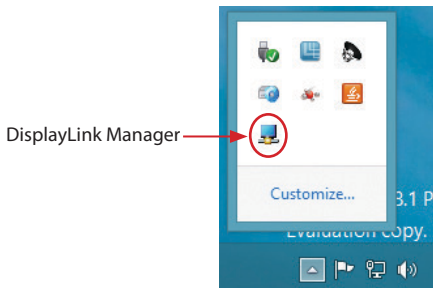 DisplayLink Manager
Customize...
3.1 P
Evaluation copy.